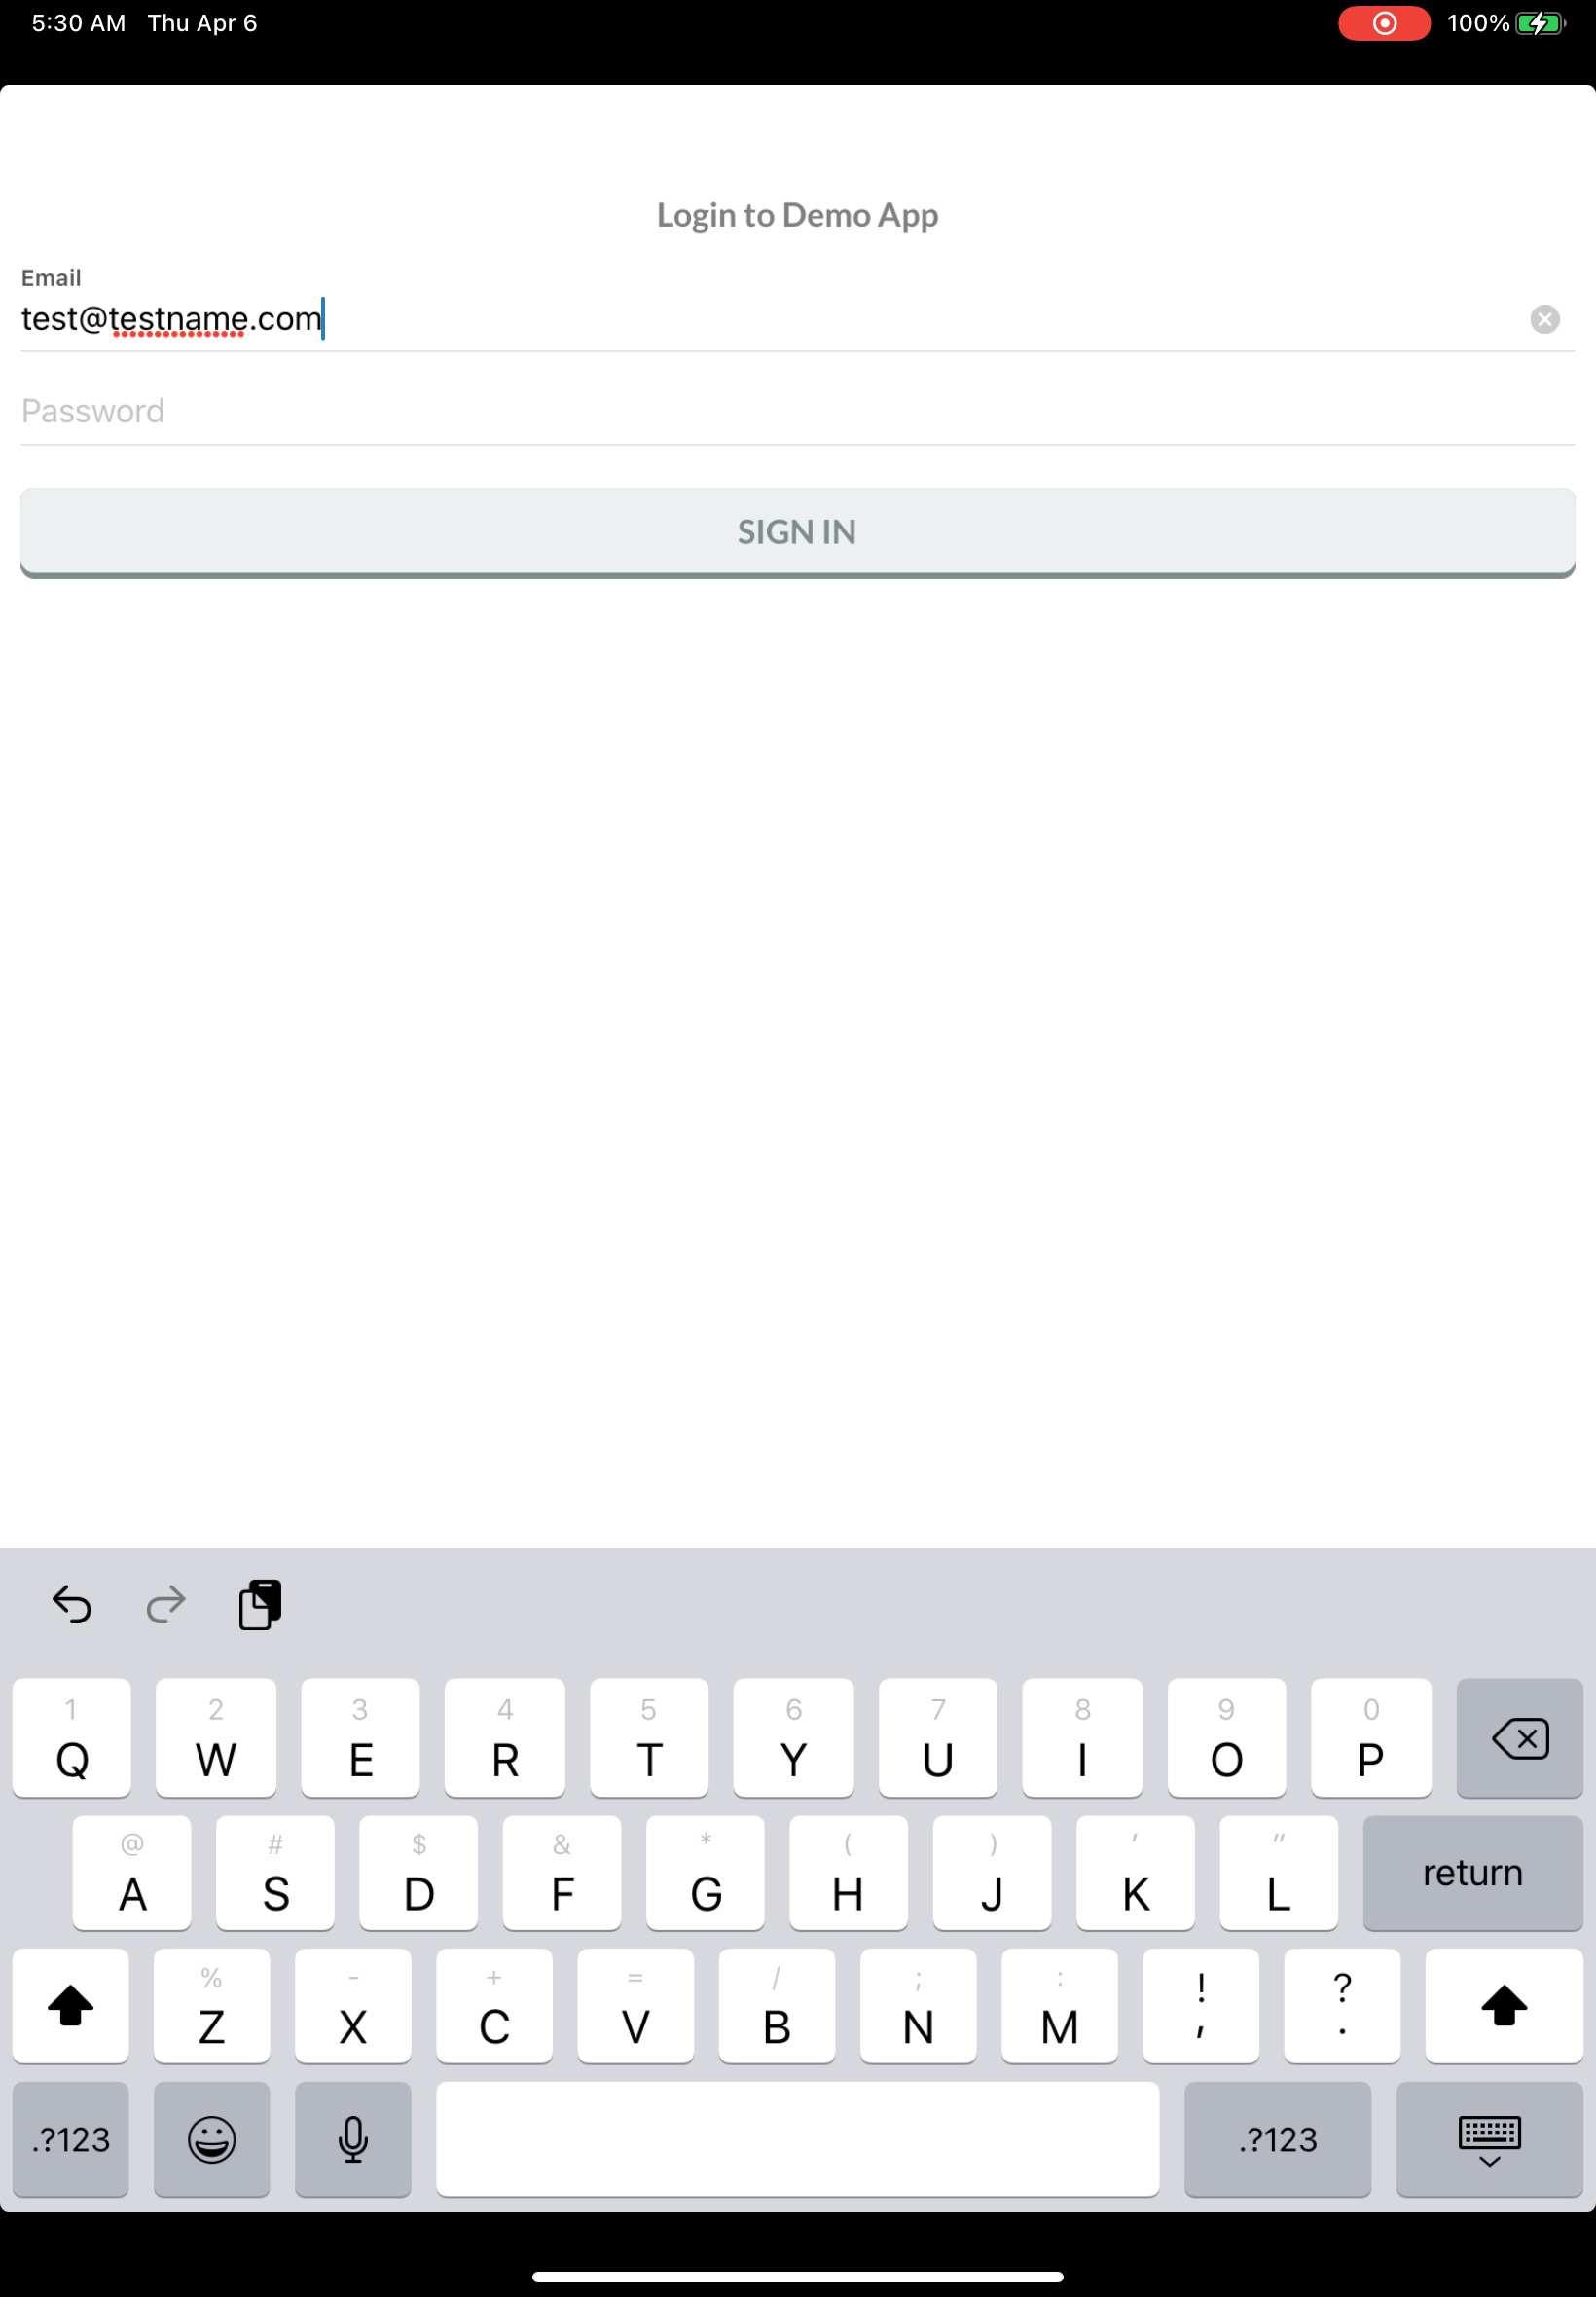 5:30 AM Thu Apr 6 100%
Login to Demo App
Email
test@testname.com
Password
SIGN IN
1 2 3 4 5 6 7 8 9 0
Q W E R T Y U I O P
@ # $ & * ( ) ' "
A S D F G H J K L return
% - + = / ; : ! ?
Z X C V B N M , .
.?123 .?123